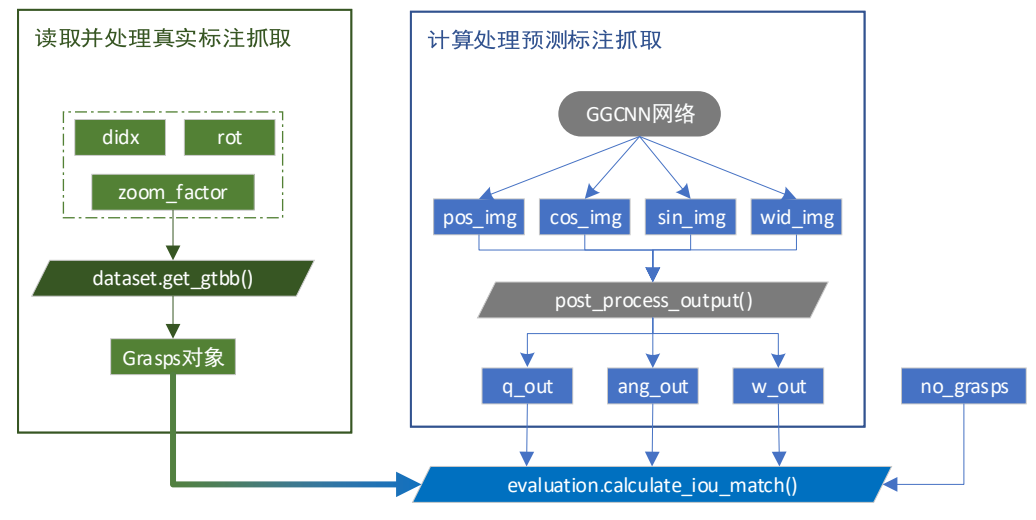 读取并处理真实标注抓取
didx
rot
zoom_factor
dataset.get_gtbb()
Grasps对象
计算处理预测标注抓取
GGCNN网络
pos_img
cos_img
sin_img
wid_img
post_process_output()
q_out
ang_out
w_out
no_grasps
evaluation.calculate_iou_match()